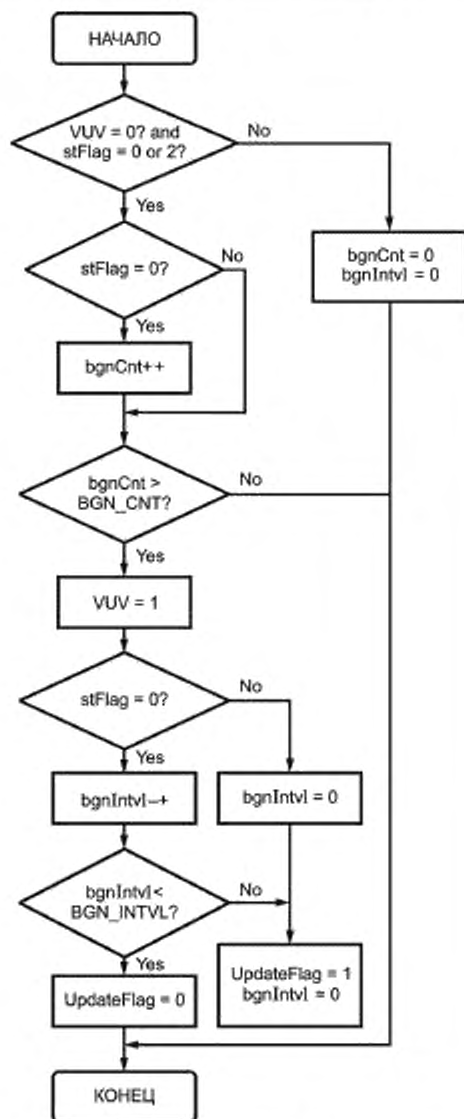 НАЧАЛО
VUV = 0? and
stFlag = 0 or 2?
No
Yes
stFlag = 0?
No
bgnCnt = 0
bgnIntvl = 0
Yes
bgnCnt++
bgnCnt >
BGN_CNT?
No
Yes
VUV = 1
stFlag = 0?
No
Yes
bgnIntvl–+
bgnIntvl = 0
bgnIntvl <
BGN_INTVL?
No
Yes
UpdateFlag = 0
UpdateFlag = 1
bgnIntvl = 0
КОНЕЦ